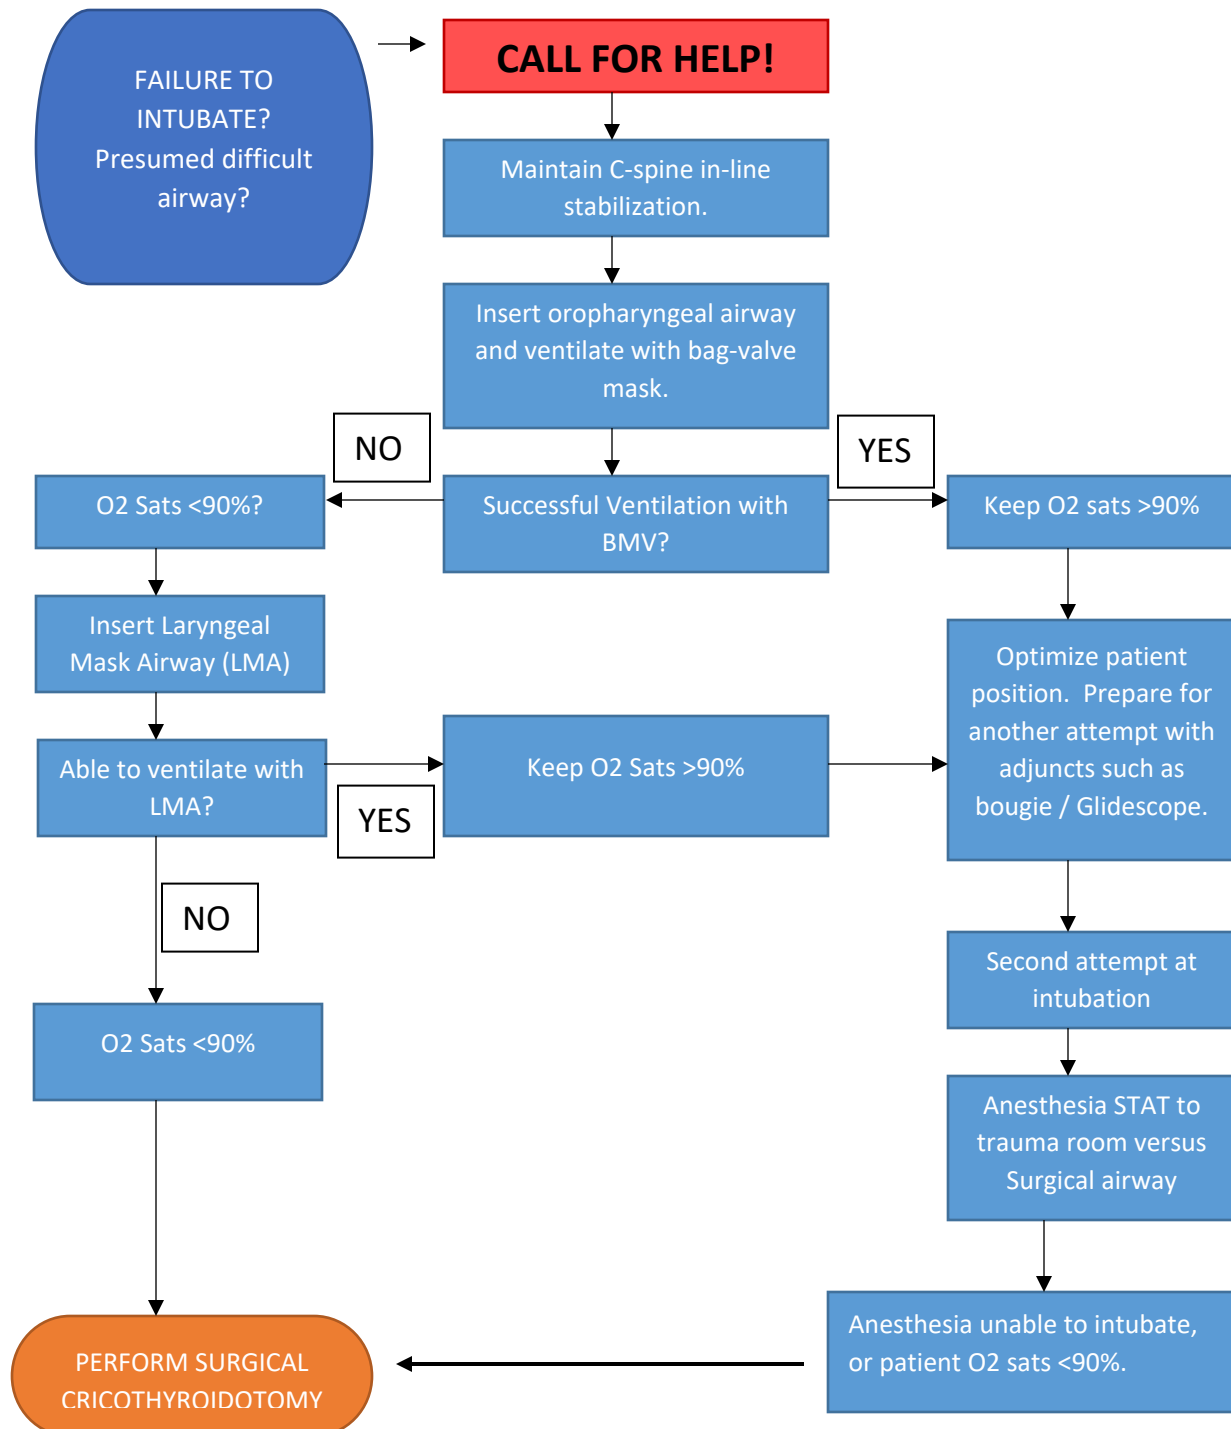 FAILURE TO
INTUBATE?
Presumed difficult
airway?
CALL FOR HELP!
Maintain C-spine in-line
stabilization.
Insert oropharyngeal airway
and ventilate with bag-valve
mask.
NO
YES
O2 Sats <90%?
Successful Ventilation with
BMV?
Keep O2 sats >90%
Insert Laryngeal
Mask Airway (LMA)
Able to ventilate with
LMA?
YES
Keep O2 Sats >90%
Optimize patient
position. Prepare for
another attempt with
adjuncts such as
bougie / Glidescope.
NO
O2 Sats <90%
Second attempt at
intubation
Anesthesia STAT to
trauma room versus
Surgical airway
Anesthesia unable to intubate,
or patient O2 sats <90%.
PERFORM SURGICAL
CRICOTHYROIDOTOMY